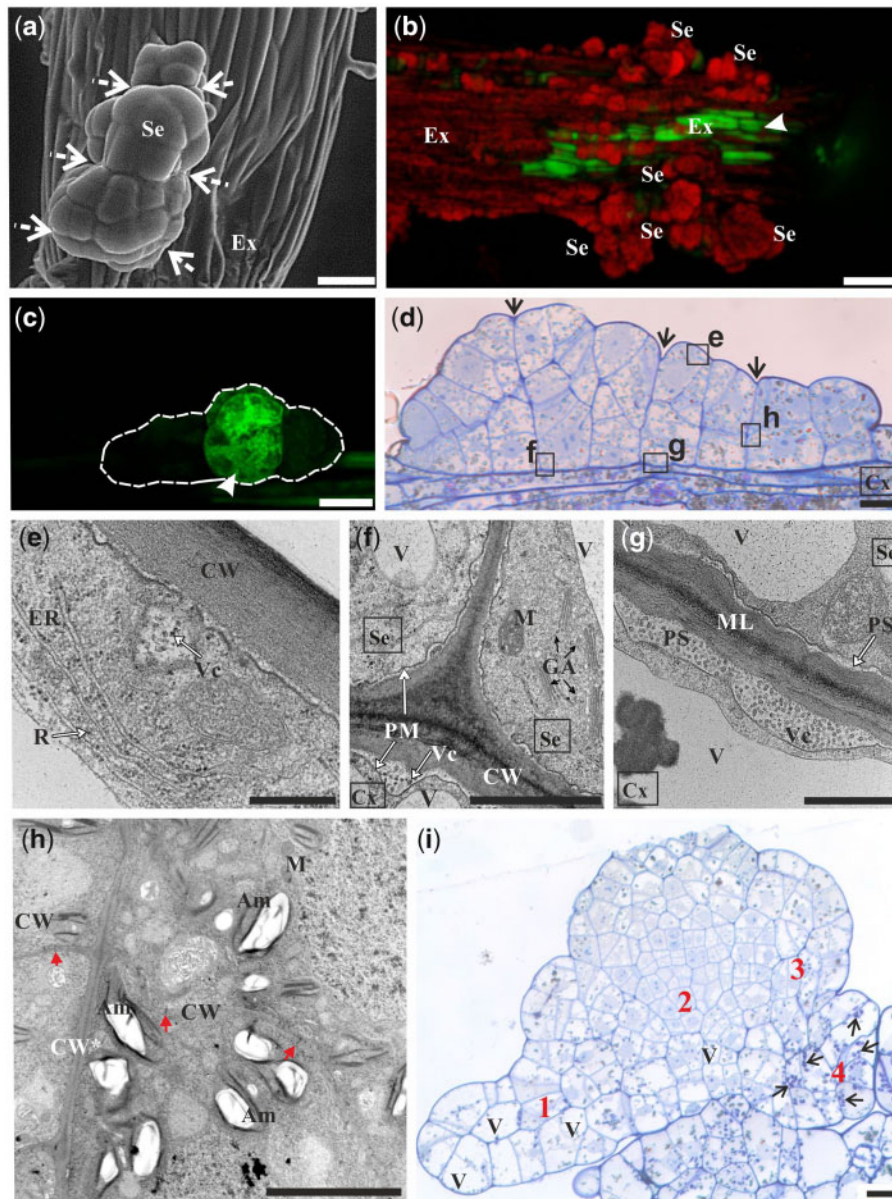 (a)
Se
Ex
(b)
Se
Se
Ex
Ex
Se
Se
Se
Se
(c)
(d)
e
h
f
g
Cx
(e)
CW
ER
Vc
R
(f)
V
V
M
Se
GA
PM
Se
Vc
CW
Cx
V
(g)
V
Se
ML
PS
PS
Vc
V
Cx
(h)
M
Am
CW
CW
Am
CW*
Am
(i)
3
2
V
4
1
V
V
V